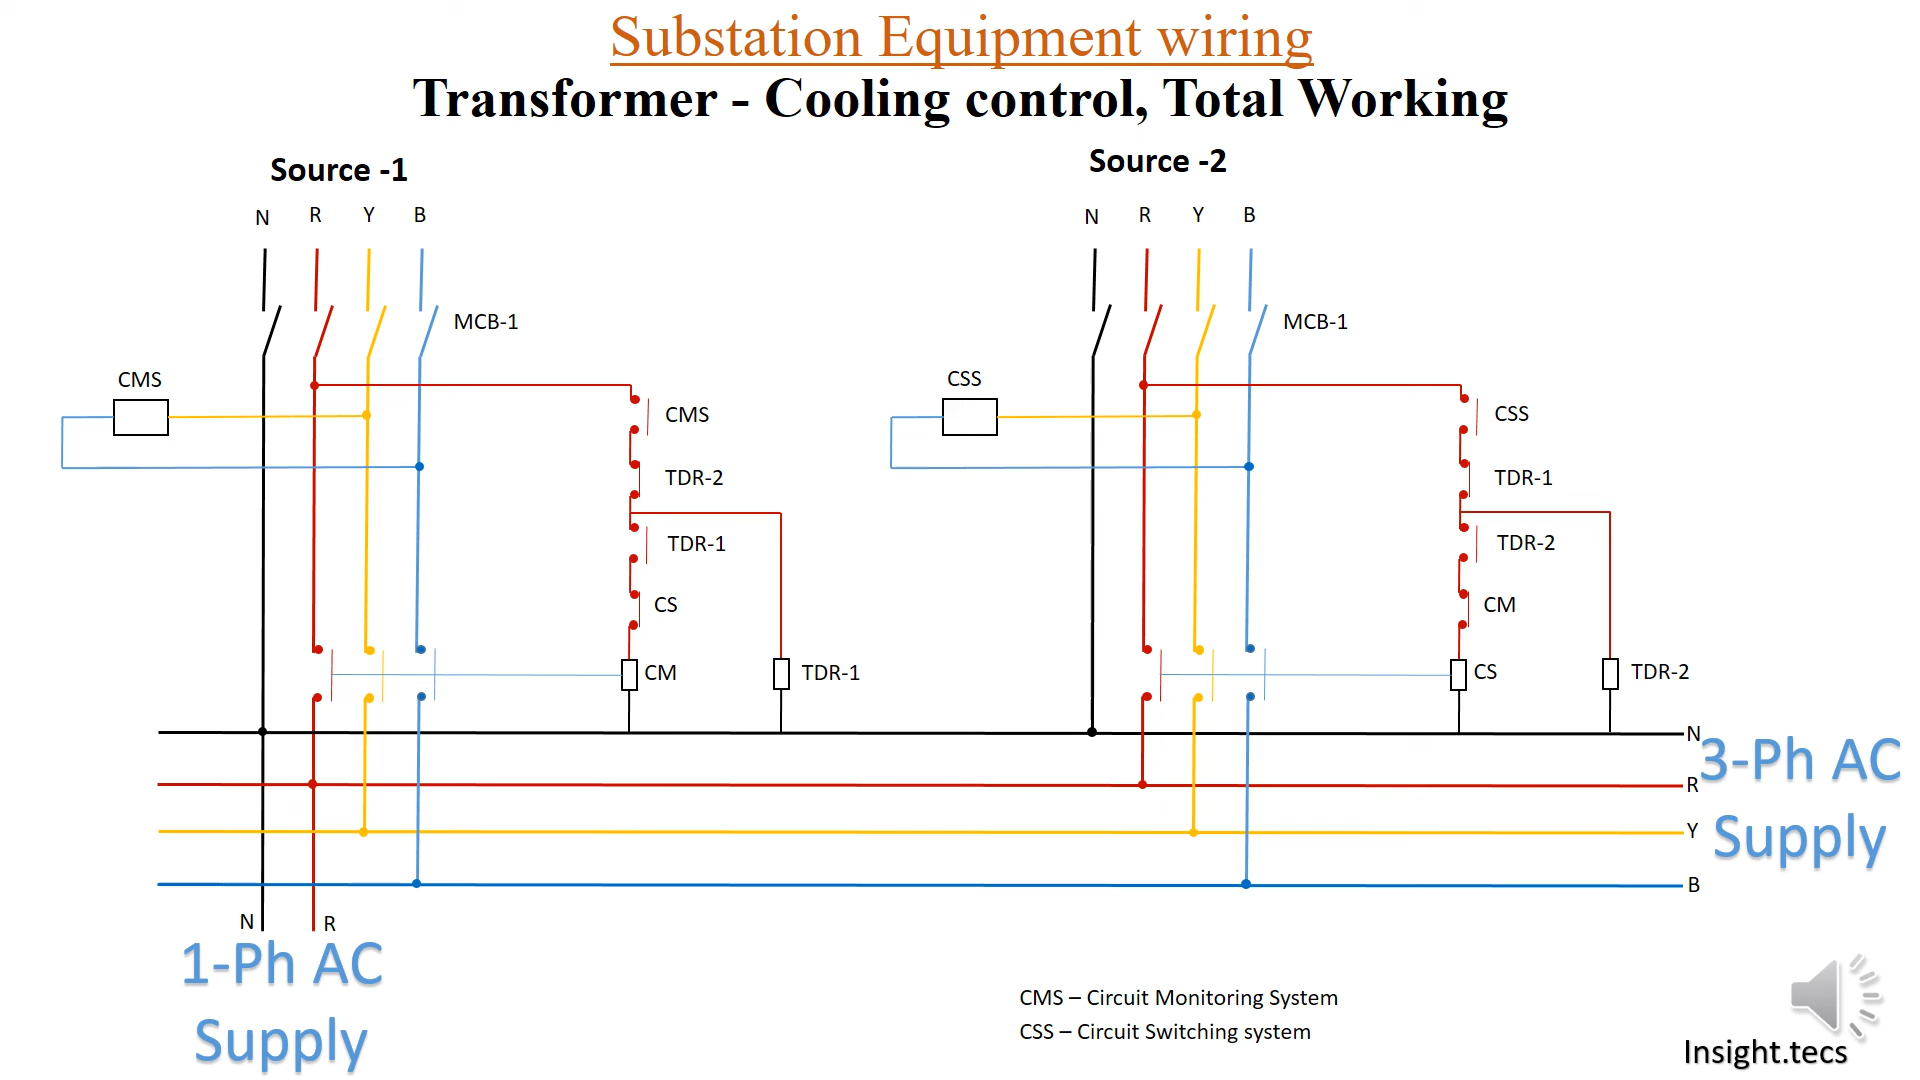 Substation Equipment wiring
Transformer - Cooling control, Total Working
Source -1
Source -2
N R Y B
N R Y B
MCB-1
MCB-1
CMS
CSS
CMS
CSS
TDR-2
TDR-1
TDR-1
TDR-2
CS
CM
CM
TDR-1
CS
TDR-2
N
R
Y
B
3-Ph AC
Supply
N R
1-Ph AC
Supply
CMS – Circuit Monitoring System
CSS – Circuit Switching system
Insight.tecs